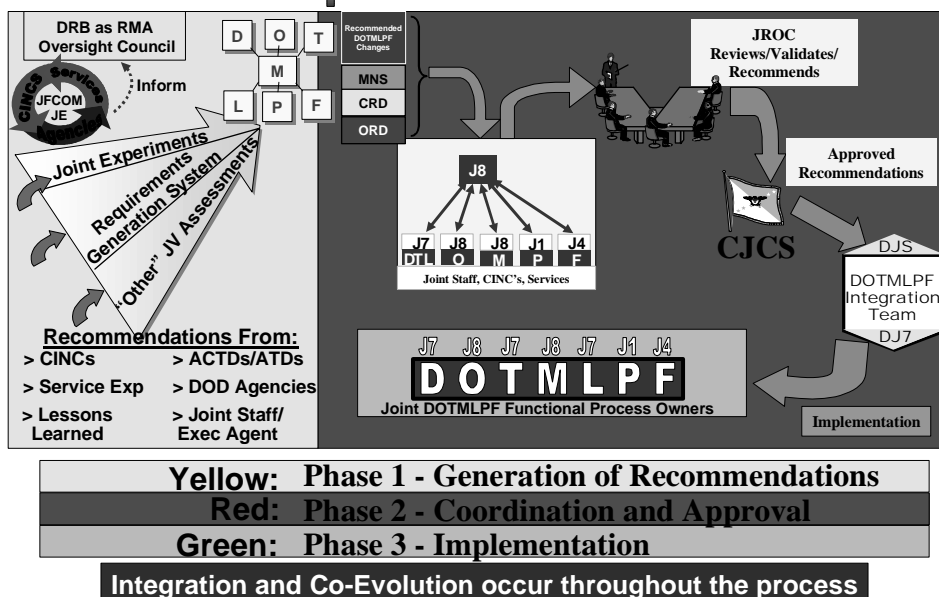 DRB as RMA
Oversight Council
CINCS Services
Agencies
JFCOM
JE
Inform
D O T
M
L P F
Recommended
DOTMLPF
Changes
MNS
CRD
ORD
Joint Experiments
Requirements
Generation System
"Other" JV Assessments
Recommendations From:
> CINCs
> Service Exp
> Lessons
Learned
> ACTDs/ATDs
> DOD Agencies
> Joint Staff/
Exec Agent
J8
J7 J8 J8 J1 J4
DTL O M P F
Joint Staff, CINC's, Services
JROC
Reviews/Validates/
Recommends
Approved
Recommendations
CJCS
DJS
DOTMLPF
Integration
Team
DJ7
J7 J8 J7 J8 J7 J1 J4
D O T M L P F
Joint DOTMLPF Functional Process Owners
Implementation
Yellow: Phase 1 - Generation of Recommendations
Red: Phase 2 - Coordination and Approval
Green: Phase 3 - Implementation
Integration and Co-Evolution occur throughout the process